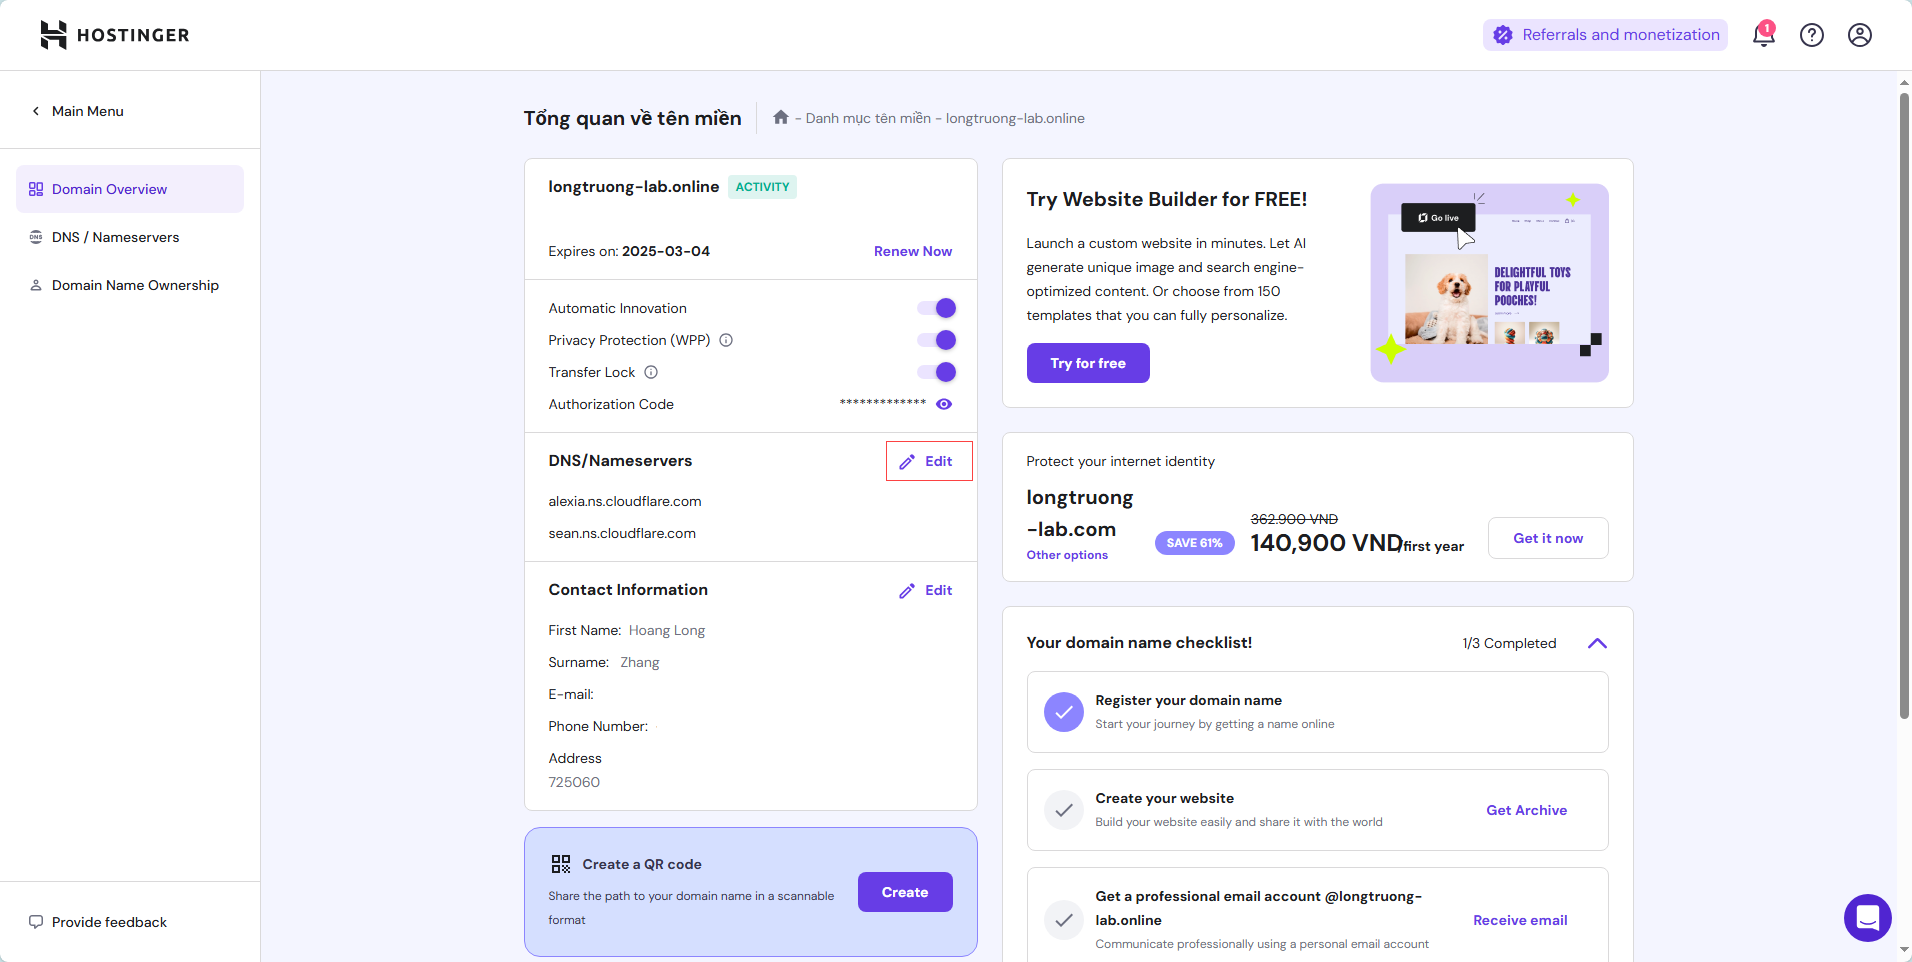 HOSTINGER
Referrals and monetization
1
Main Menu
Domain Overview
DNS / Nameservers
Domain Name Ownership
Provide feedback
Tổng quan về tên miền
– Danh mục tên miền – longtruong-lab.online
longtruong-lab.online ACTIVITY
Expires on: 2025-03-04 Renew Now
Automatic Innovation
Privacy Protection (WPP)
Transfer Lock
Authorization Code *************
DNS/Nameservers Edit
alexia.ns.cloudflare.com
sean.ns.cloudflare.com
Contact Information Edit
First Name: Hoang Long
Surname: Zhang
E-mail:
Phone Number:
Address
725060
Create a QR code
Share the path to your domain name in a scannable
format
Create
Try Website Builder for FREE!
Launch a custom website in minutes. Let AI
generate unique image and search engine-
optimized content. Or choose from 150
templates that you can fully personalize.
Try for free
Go live
DELIGHTFUL TOYS
FOR PLAYFUL
POOCHES!
Protect your internet identity
longtruong
-lab.com
Other options
SAVE 61%
362.900 VND
140,900 VND/first year
Get it now
Your domain name checklist! 1/3 Completed
Register your domain name
Start your journey by getting a name online
Create your website
Build your website easily and share it with the world
Get Archive
Get a professional email account @longtruong-
lab.online
Communicate professionally using a personal email account
Receive email